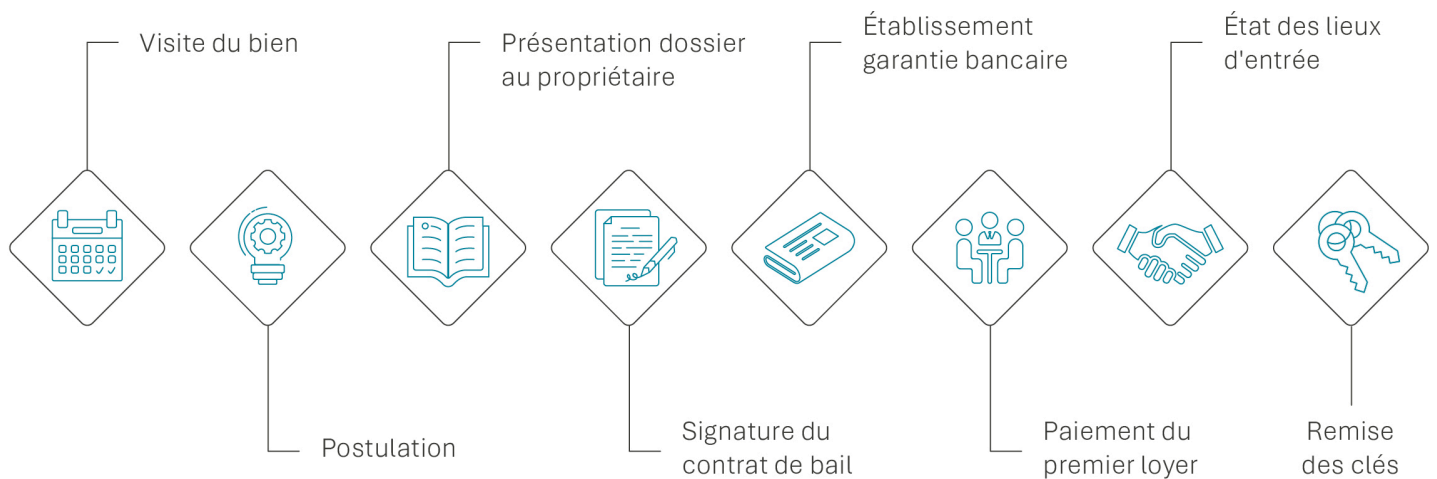 Visite du bien
Postulation
Présentation dossier
au propriétaire
Signature du
contrat de bail
Établissement
garantie bancaire
Paiement du
premier loyer
État des lieux
d'entrée
Remise
des clés